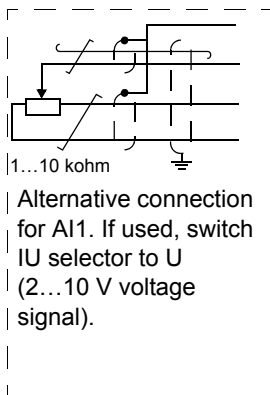 1…10 kohm
Alternative connection
for AI1. If used, switch
IU selector to U
(2…10 V voltage
signal).